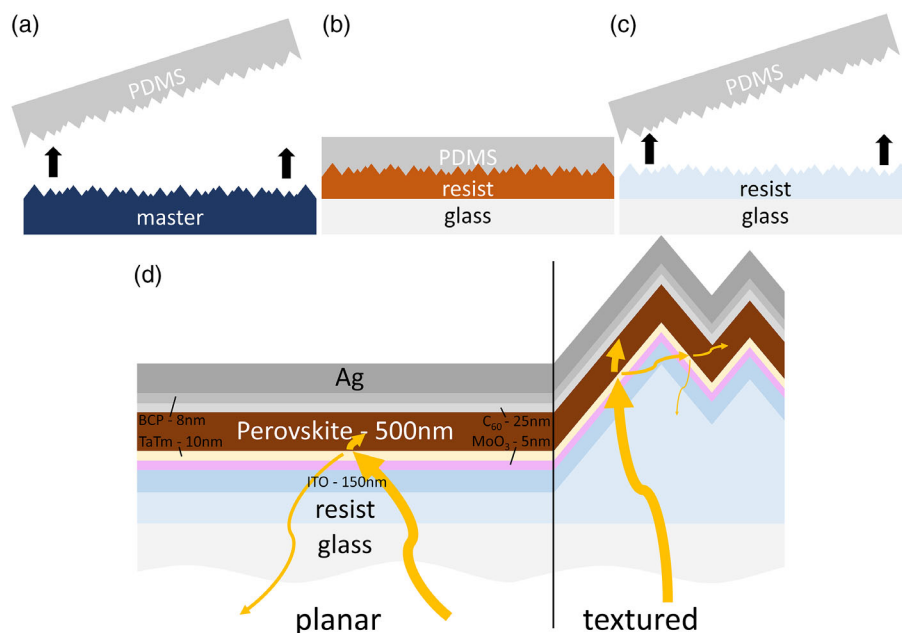 (a)
PDMS
master
(b)
PDMS
resist
glass
(c)
PDMS
resist
glass
(d)
Ag
BCP - 8nm
C60 - 25nm
Perovskite - 500nm
TaTm - 10nm
MoO3 - 5nm
ITO - 150nm
resist
glass
planar
textured